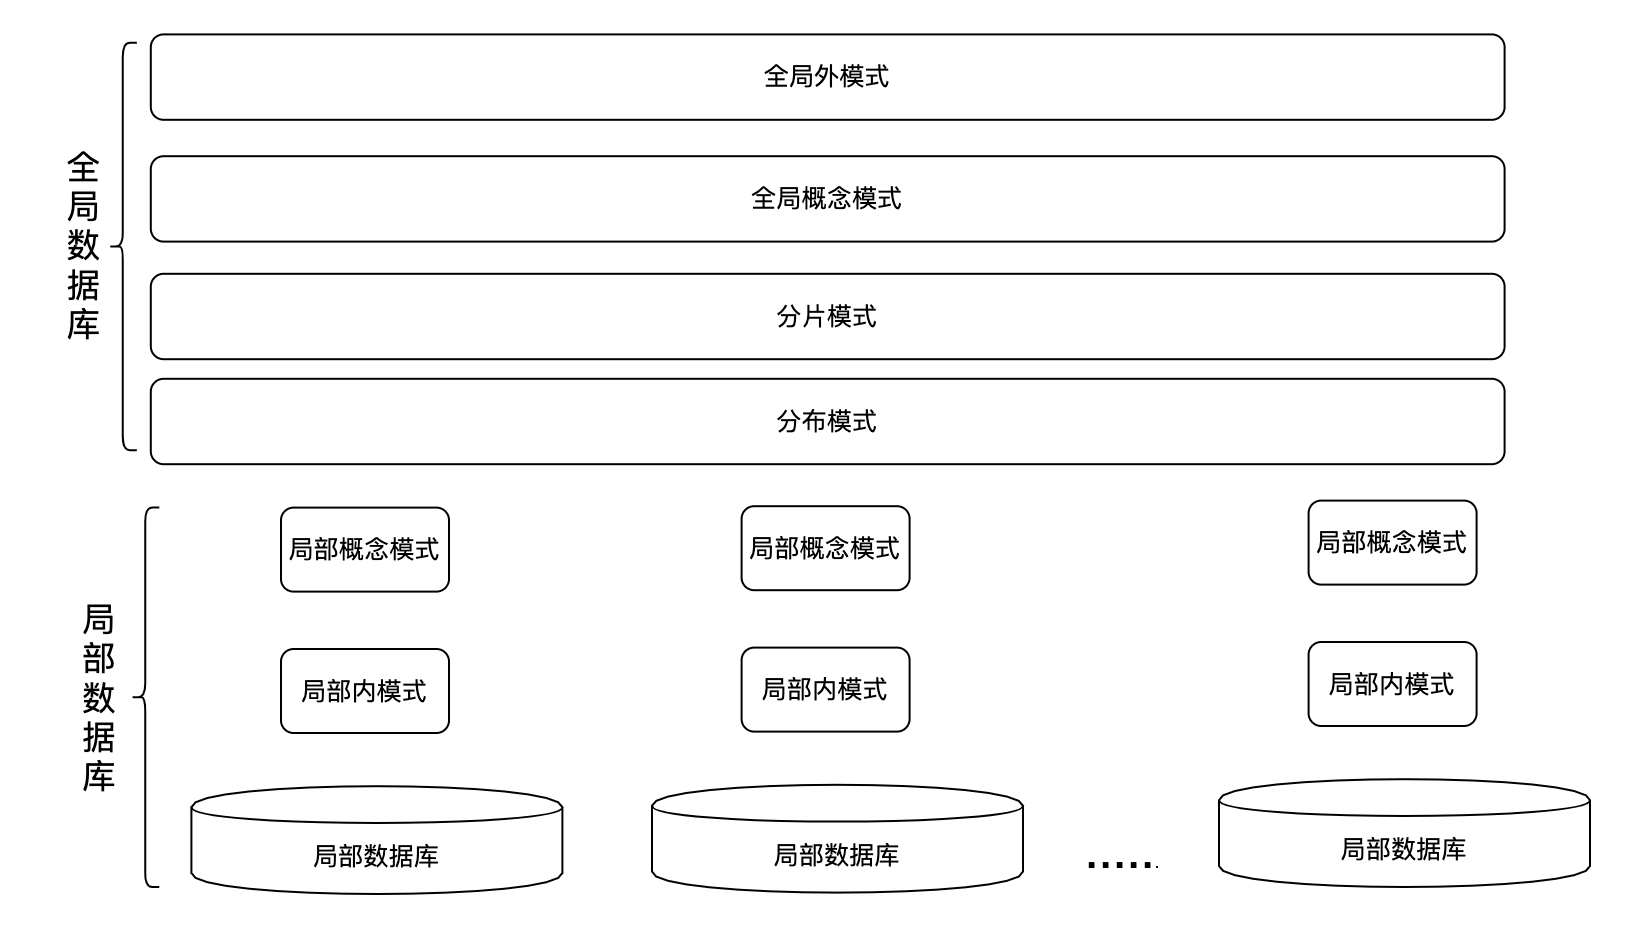 全局数据库
全局外模式
全局概念模式
分片模式
分布模式
局部数据库
局部概念模式
局部概念模式
局部概念模式
局部内模式
局部内模式
局部内模式
局部数据库
局部数据库
......
局部数据库